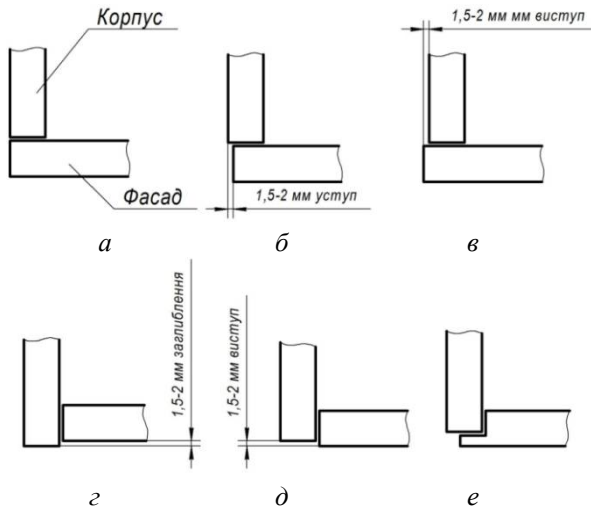 Корпус
1,5-2 мм мм виступ
Фасад
1,5-2 мм уступ
а
б
в
1,5-2 мм заглиблення
1,5-2 мм виступ
г
д
е